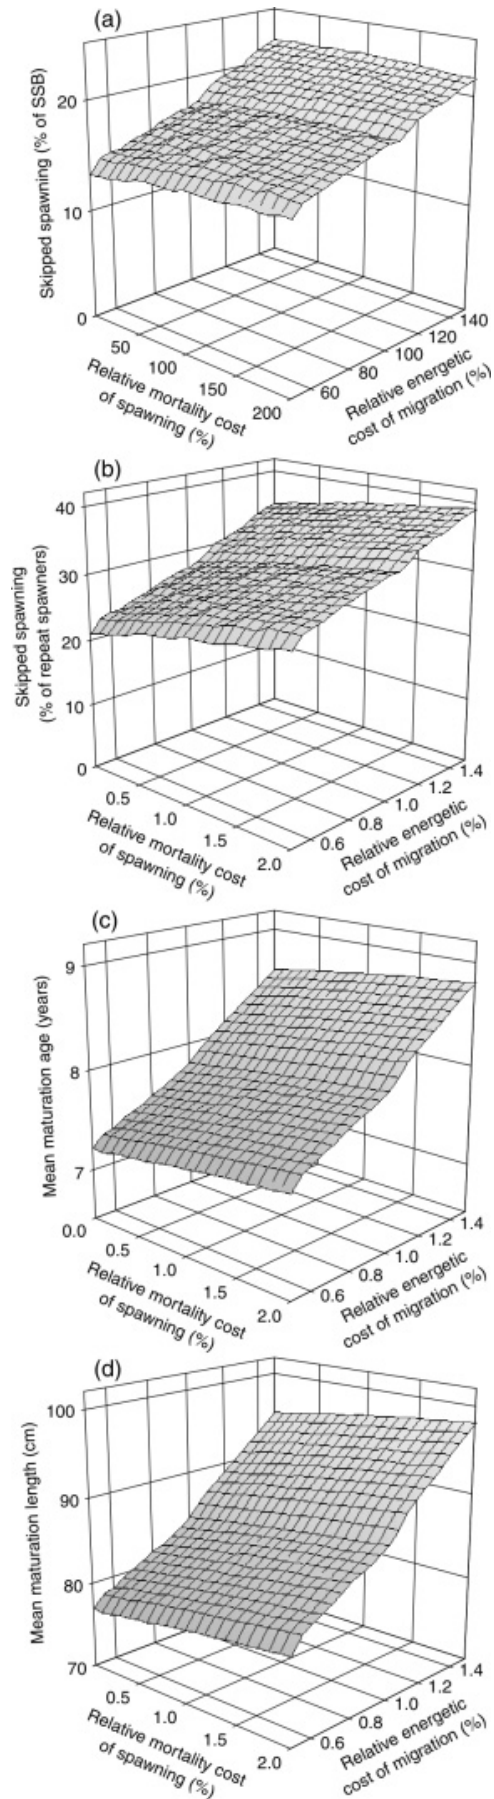 (a)
Skipped spawning (% of SSB)
20
10
0
50
100
150
200
Relative mortality cost
of spawning (%)
60
80
100
120
140
Relative energetic
cost of migration (%)
(b)
Skipped spawning
(% of repeat spawners)
40
30
20
10
0
0.5
1.0
1.5
2.0
Relative mortality cost
of spawning (%)
0.6
0.8
1.0
1.2
1.4
Relative energetic
cost of migration (%)
(c)
Mean maturation age (years)
9
8
7
0.0
0.5
1.0
1.5
2.0
Relative mortality cost
of spawning (%)
0.6
0.8
1.0
1.2
1.4
Relative energetic
cost of migration (%)
(d)
Mean maturation length (cm)
100
90
80
70
0.5
1.0
1.5
2.0
Relative mortality cost
of spawning (%)
0.6
0.8
1.0
1.2
1.4
Relative energetic
cost of migration (%)